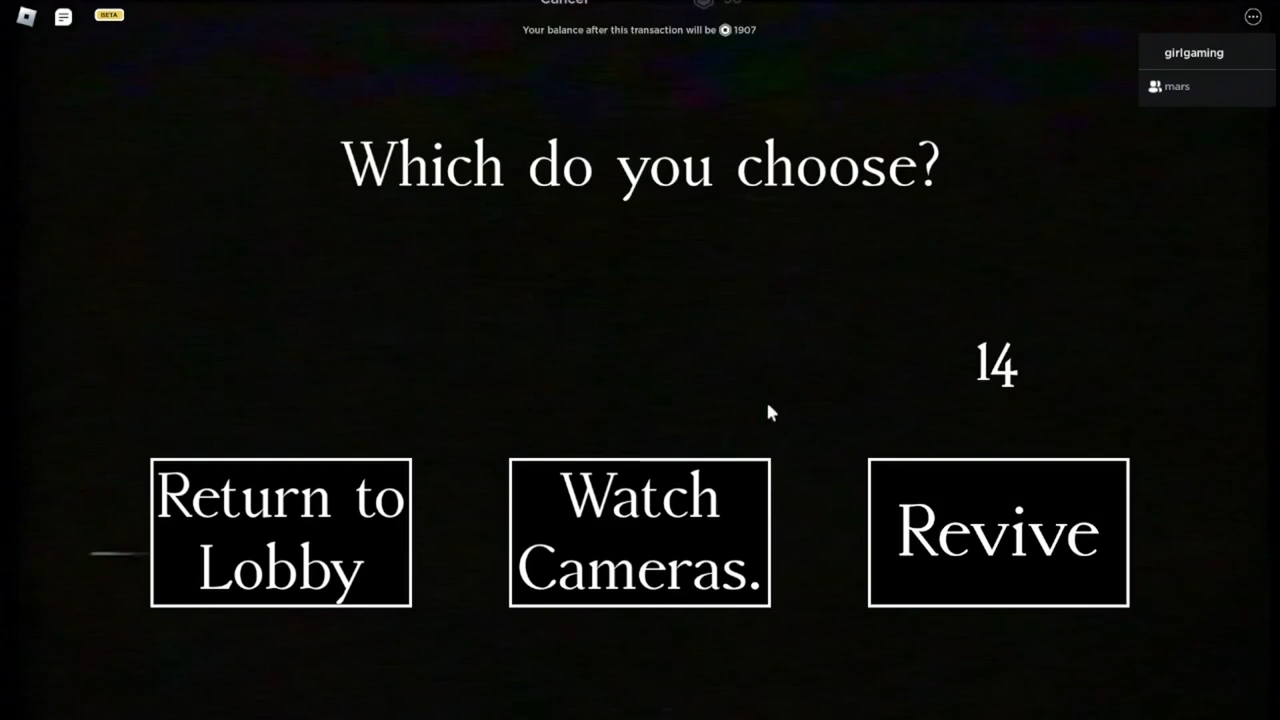 Cancel
BETA
Your balance after this transaction will be 1907
girlgaming
mars
Which do you choose?
14
Return to
Lobby
Watch
Cameras.
Revive